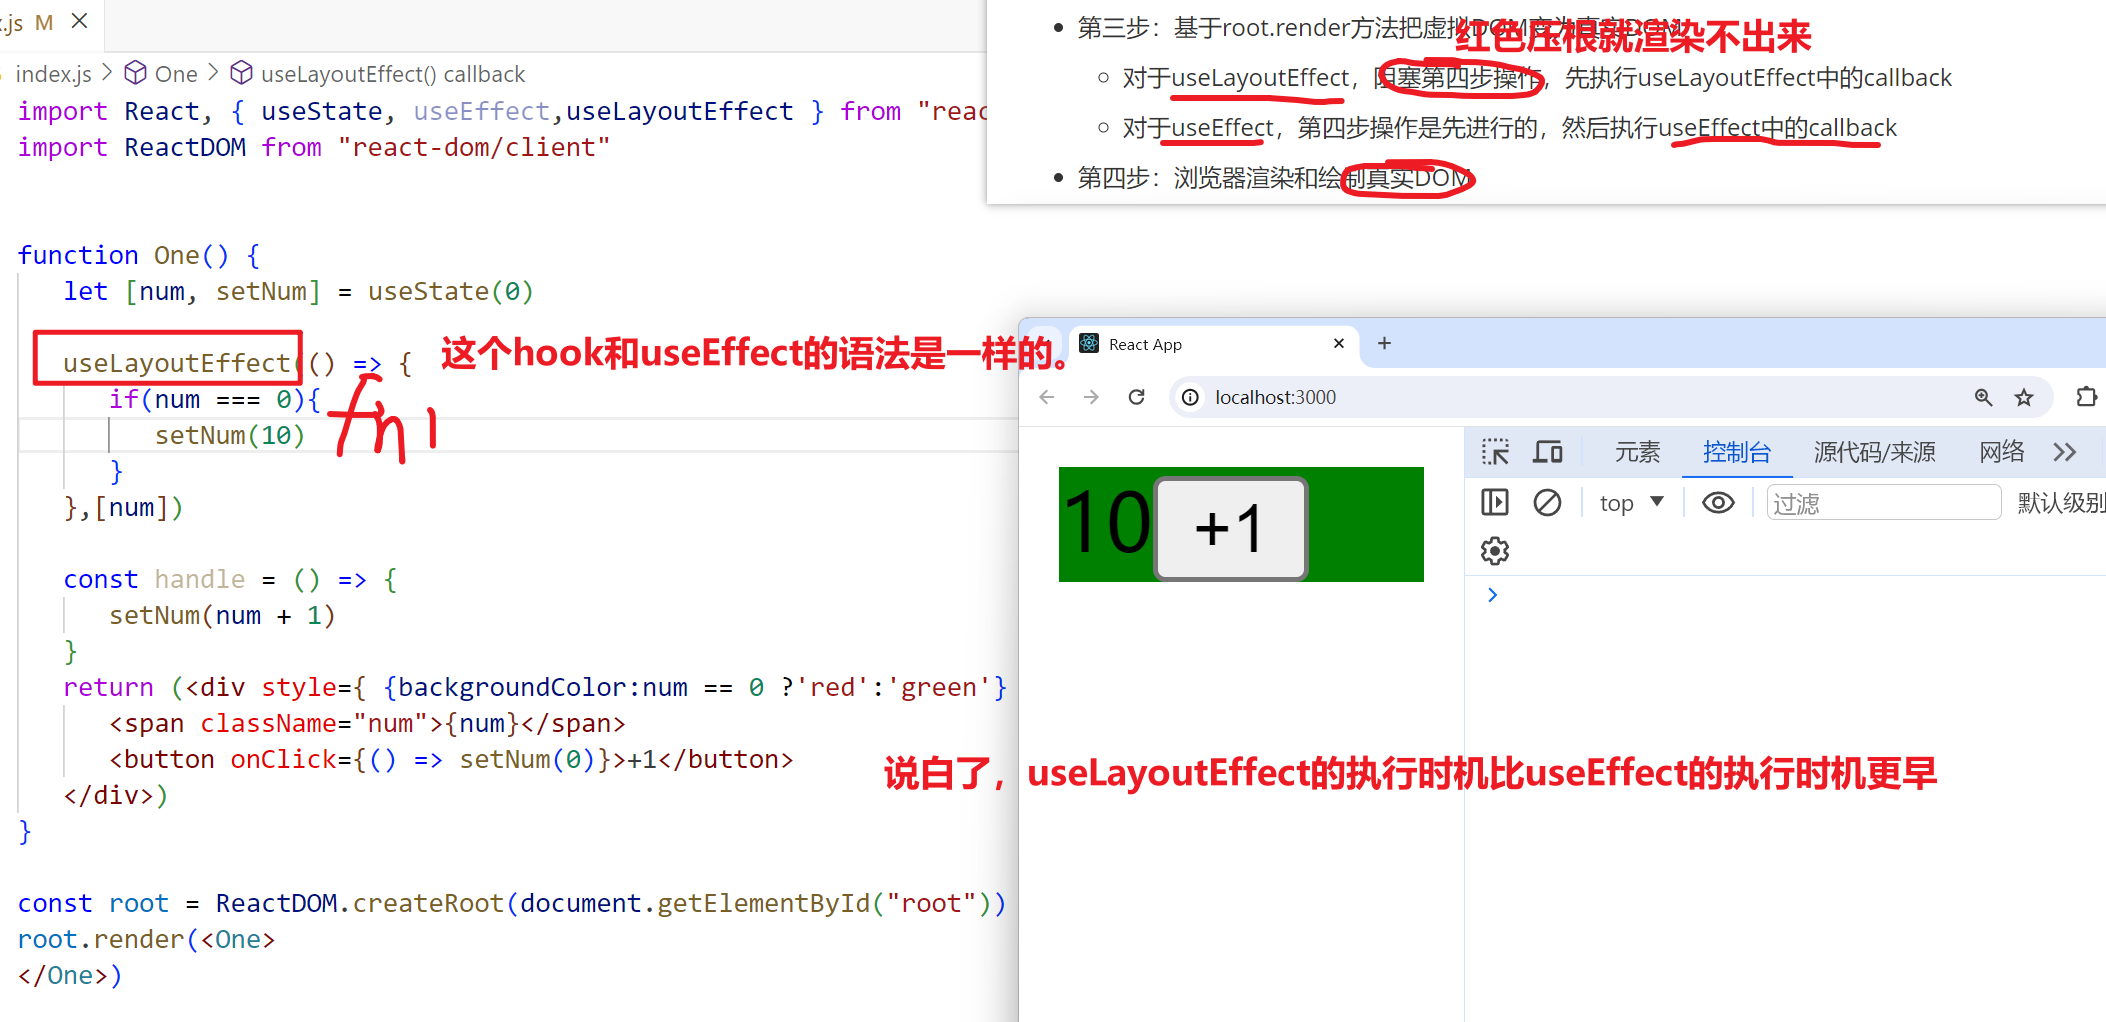 .js M ×
index.js > One > useLayoutEffect() callback
import React, { useState, useEffect,useLayoutEffect } from "reac
import ReactDOM from "react-dom/client"
function One() {
let [num, setNum] = useState(0)
useLayoutEffect(() => {
if(num === 0){
setNum(10)
}
},[num])
const handle = () => {
setNum(num + 1)
}
return (<div style={ {backgroundColor:num == 0 ?'red':'green'}
<span className="num">{num}</span>
<button onClick={() => setNum(0)}>+1</button>
</div>)
}
const root = ReactDOM.createRoot(document.getElementById("root"))
root.render(<One>
</One>)
fn1
这个hook和useEffect的语法是一样的。
第三步：基于root.render方法把虚拟DOM变为真实DOM
红色压根就渲染不出来
对于useLayoutEffect，阻塞第四步操作，先执行useLayoutEffect中的callback
对于useEffect，第四步操作是先进行的，然后执行useEffect中的callback
第四步：浏览器渲染和绘制真实DOM
React App × +
localhost:3000
10 +1
元素 控制台 源代码/来源 网络 >>
top 过滤 默认级别
说白了，useLayoutEffect的执行时机比useEffect的执行时机更早